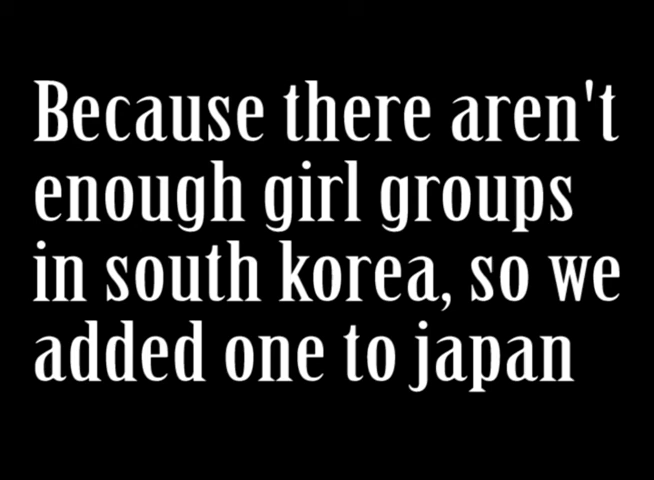 Because there aren't
enough girl groups
in south korea, so we
added one to japan